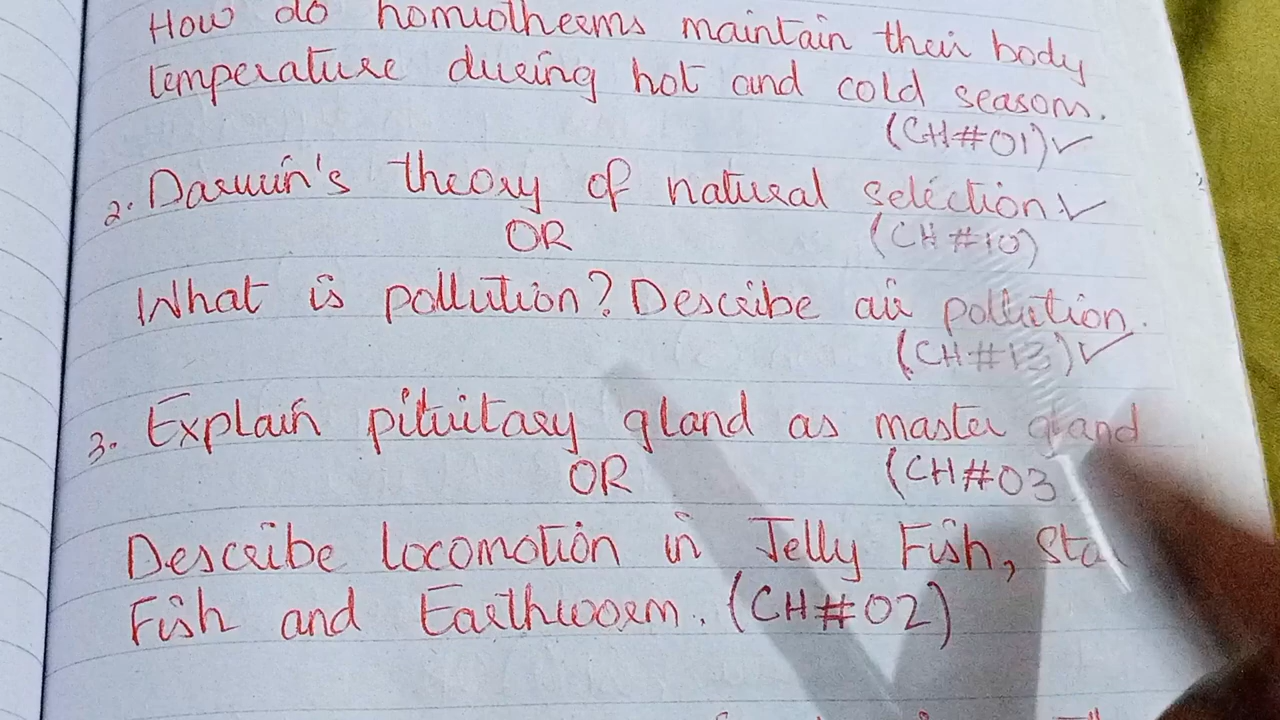 How do homiotherms maintain their body
temperature during hot and cold seasons.
(CH#01)✓
2. Darwin's theory of natural selection.✓
OR (CH#10)
What is pollution? Describe air pollution.
(CH#13)✓
3. Explain pituitary gland as master gland
OR (CH#03
Describe locomotion in Jelly Fish, Sta
Fish and Earthworm. (CH#02)